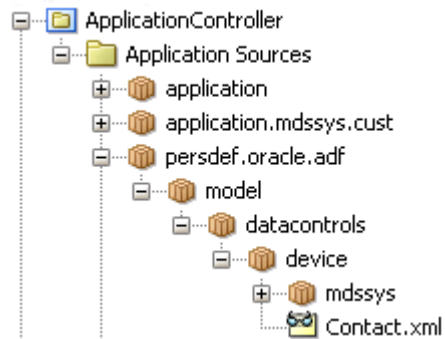 ApplicationController
Application Sources
application
application.mdssys.cust
persdef.oracle.adf
model
datacontrols
device
mdssys
Contact.xml